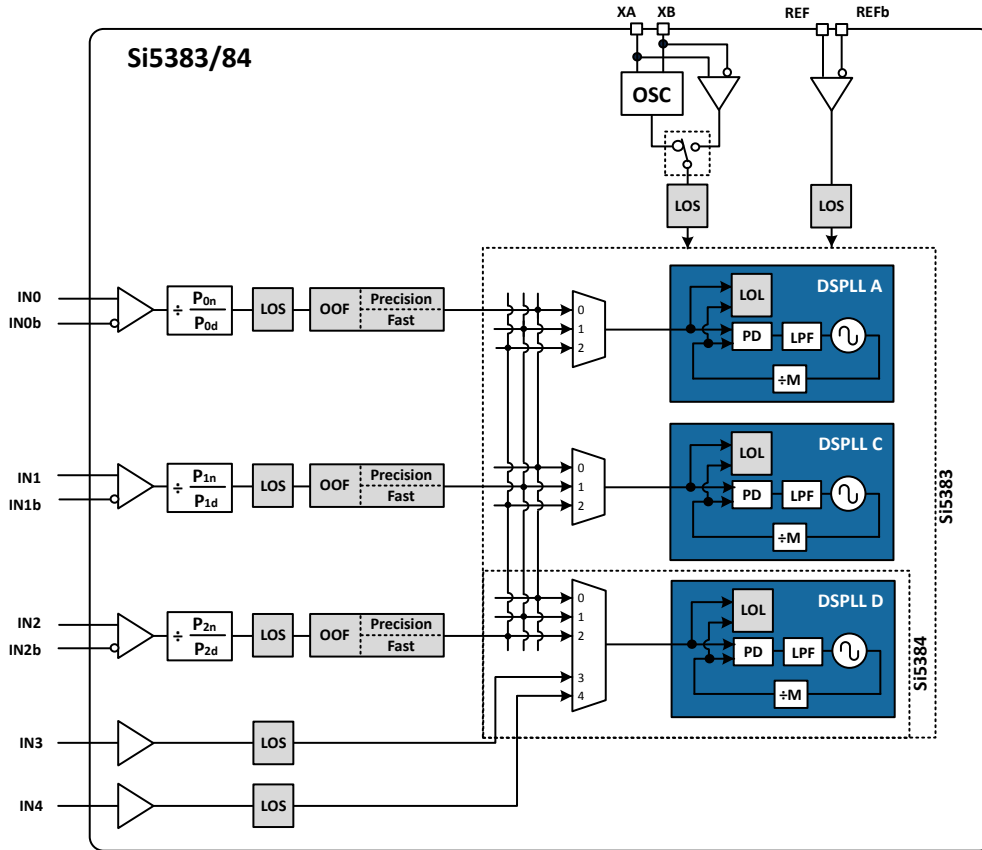 XA XB REF REFb
Si5383/84
OSC
LOS LOS
IN0
IN0b
÷ P0n / P0d
LOS
OOF
Precision
Fast
0
1
2
DSPLL A
LOL
PD
LPF
÷M
IN1
IN1b
÷ P1n / P1d
LOS
OOF
Precision
Fast
0
1
2
DSPLL C
LOL
PD
LPF
÷M
Si5383
IN2
IN2b
÷ P2n / P2d
LOS
OOF
Precision
Fast
0
1
2
3
4
DSPLL D
LOL
PD
LPF
÷M
Si5384
IN3
LOS
IN4
LOS